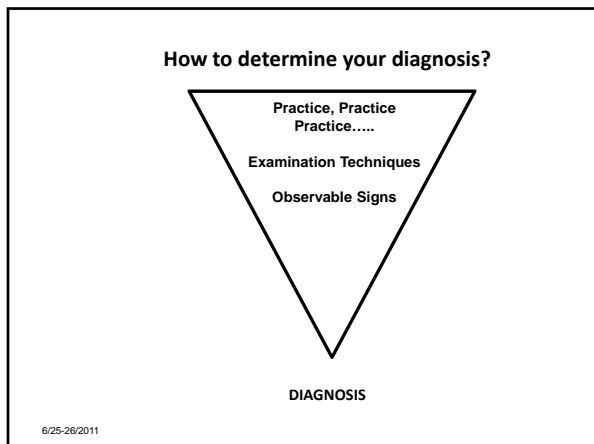 How to determine your diagnosis?
Practice, Practice
Practice…..
Examination Techniques
Observable Signs
DIAGNOSIS
6/25-26/2011